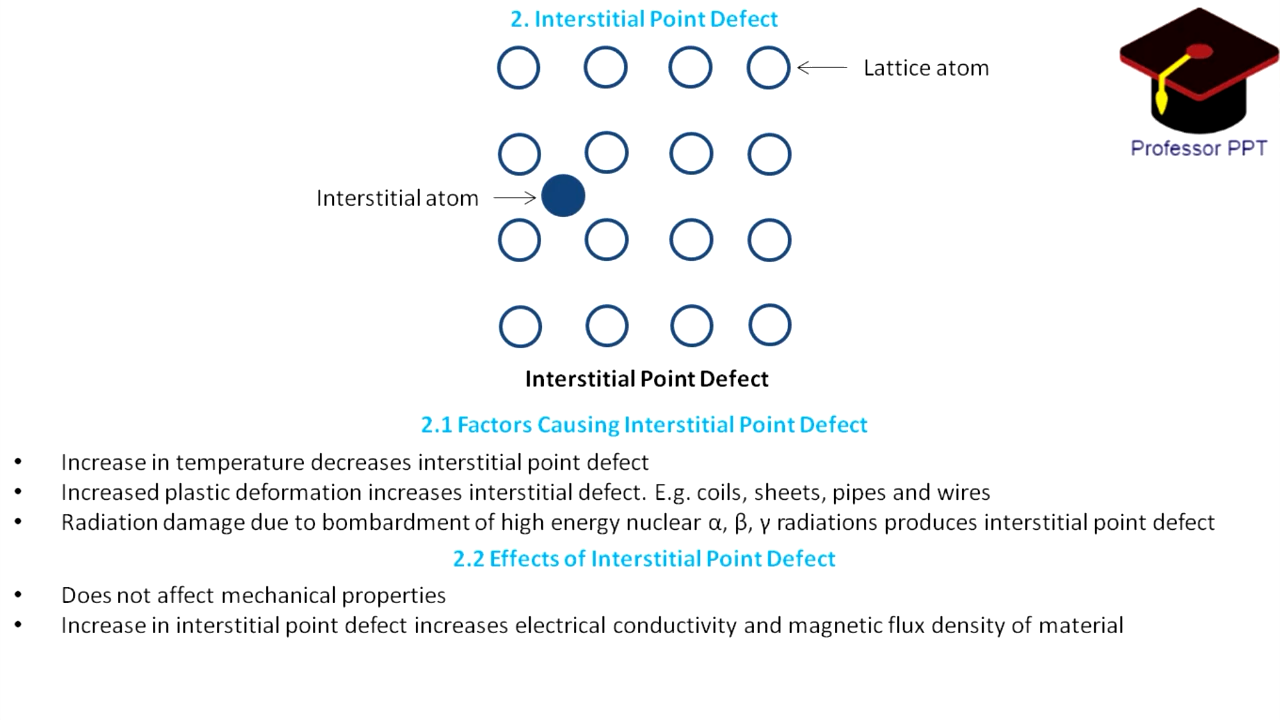 2. Interstitial Point Defect
Lattice atom
Professor PPT
Interstitial atom
Interstitial Point Defect
2.1 Factors Causing Interstitial Point Defect
• Increase in temperature decreases interstitial point defect
• Increased plastic deformation increases interstitial defect. E.g. coils, sheets, pipes and wires
• Radiation damage due to bombardment of high energy nuclear α, β, γ radiations produces interstitial point defect
2.2 Effects of Interstitial Point Defect
• Does not affect mechanical properties
• Increase in interstitial point defect increases electrical conductivity and magnetic flux density of material